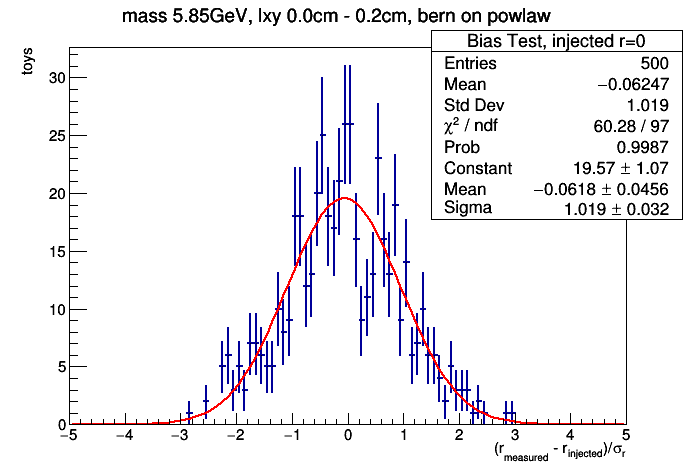 mass 5.85GeV, lxy 0.0cm - 0.2cm, bern on powlaw
Bias Test, injected r=0
Entries 500
Mean −0.06247
Std Dev 1.019
χ² / ndf 60.28 / 97
Prob 0.9987
Constant 19.57 ± 1.07
Mean −0.0618 ± 0.0456
Sigma 1.019 ± 0.032
toys
30
25
20
15
10
5
0
−5 −4 −3 −2 −1 0 1 2 3 4 5
(r_measured - r_injected)/σ_r